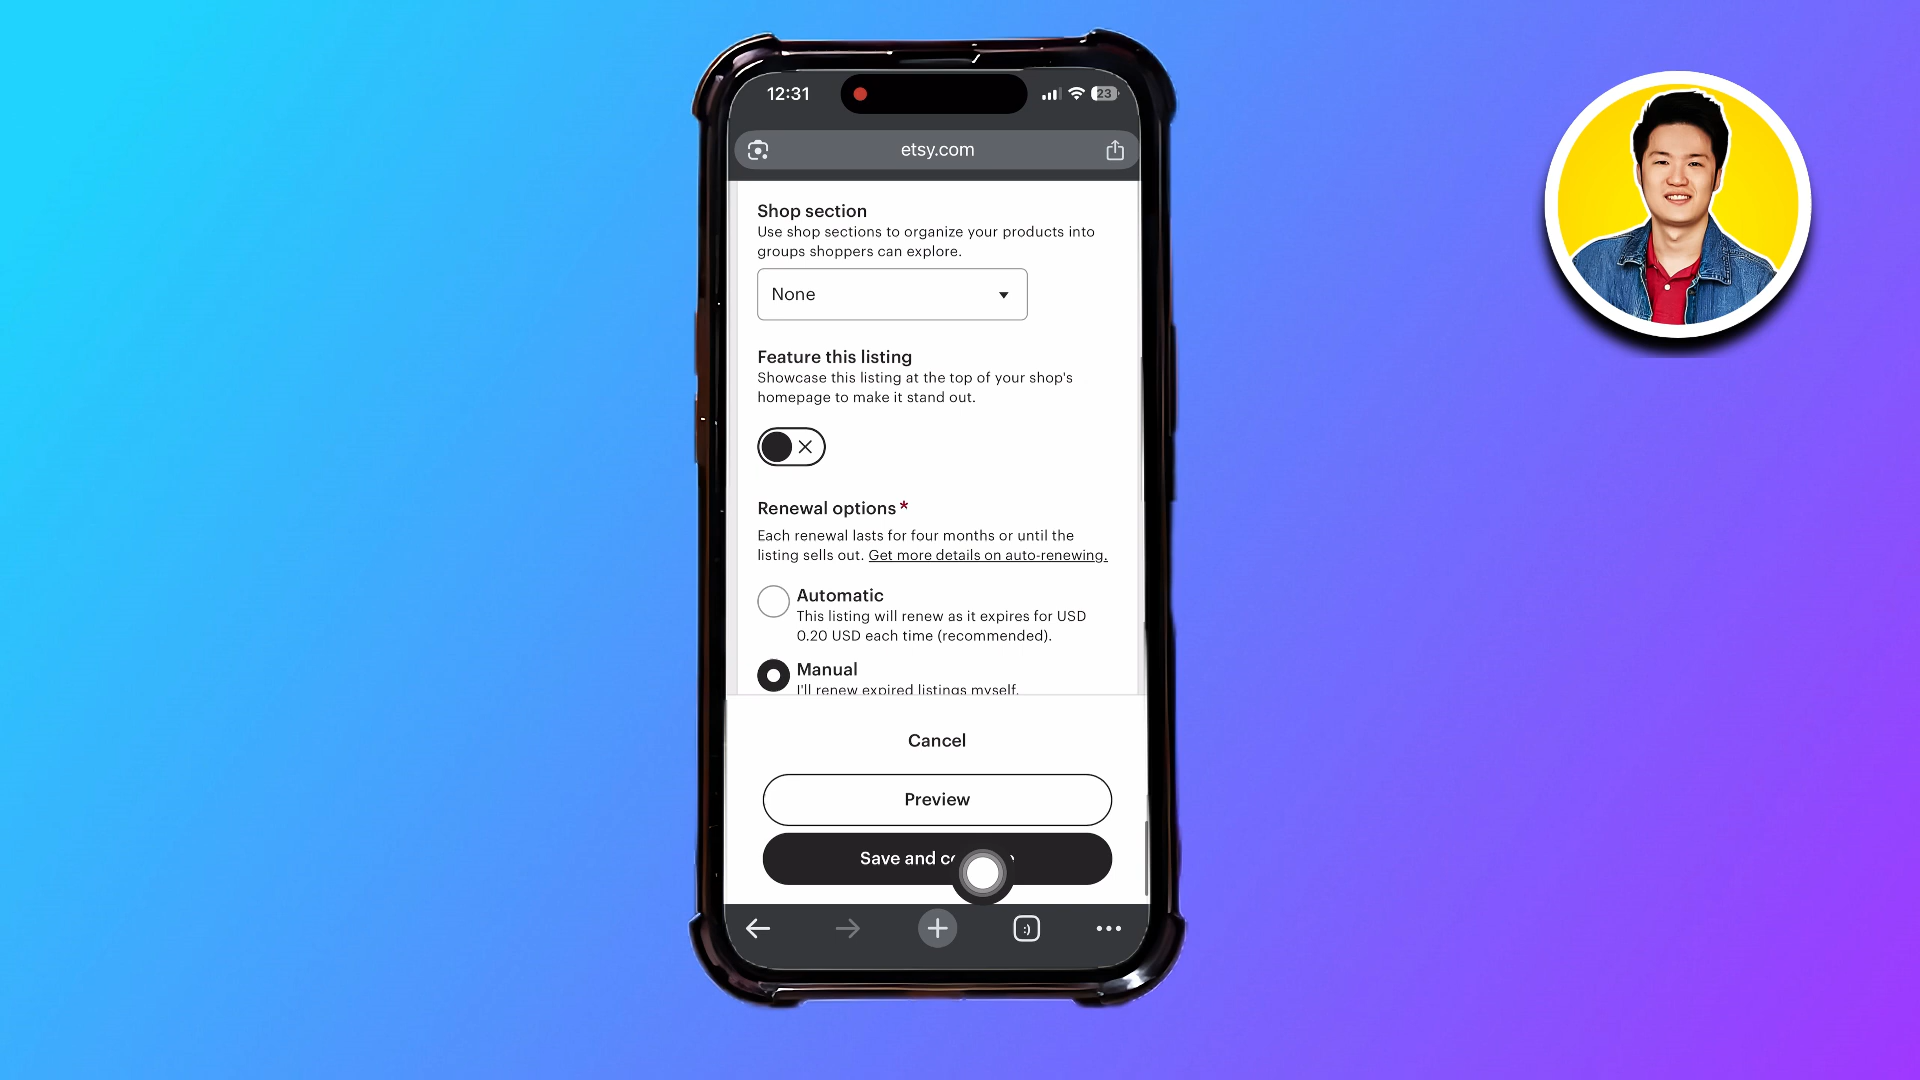 12:31
23
etsy.com
Shop section
Use shop sections to organize your products into
groups shoppers can explore.
None
Feature this listing
Showcase this listing at the top of your shop's
homepage to make it stand out.
Renewal options *
Each renewal lasts for four months or until the
listing sells out. Get more details on auto-renewing.
Automatic
This listing will renew as it expires for USD
0.20 USD each time (recommended).
Manual
I'll renew expired listings myself.
Cancel
Preview
Save and
:)